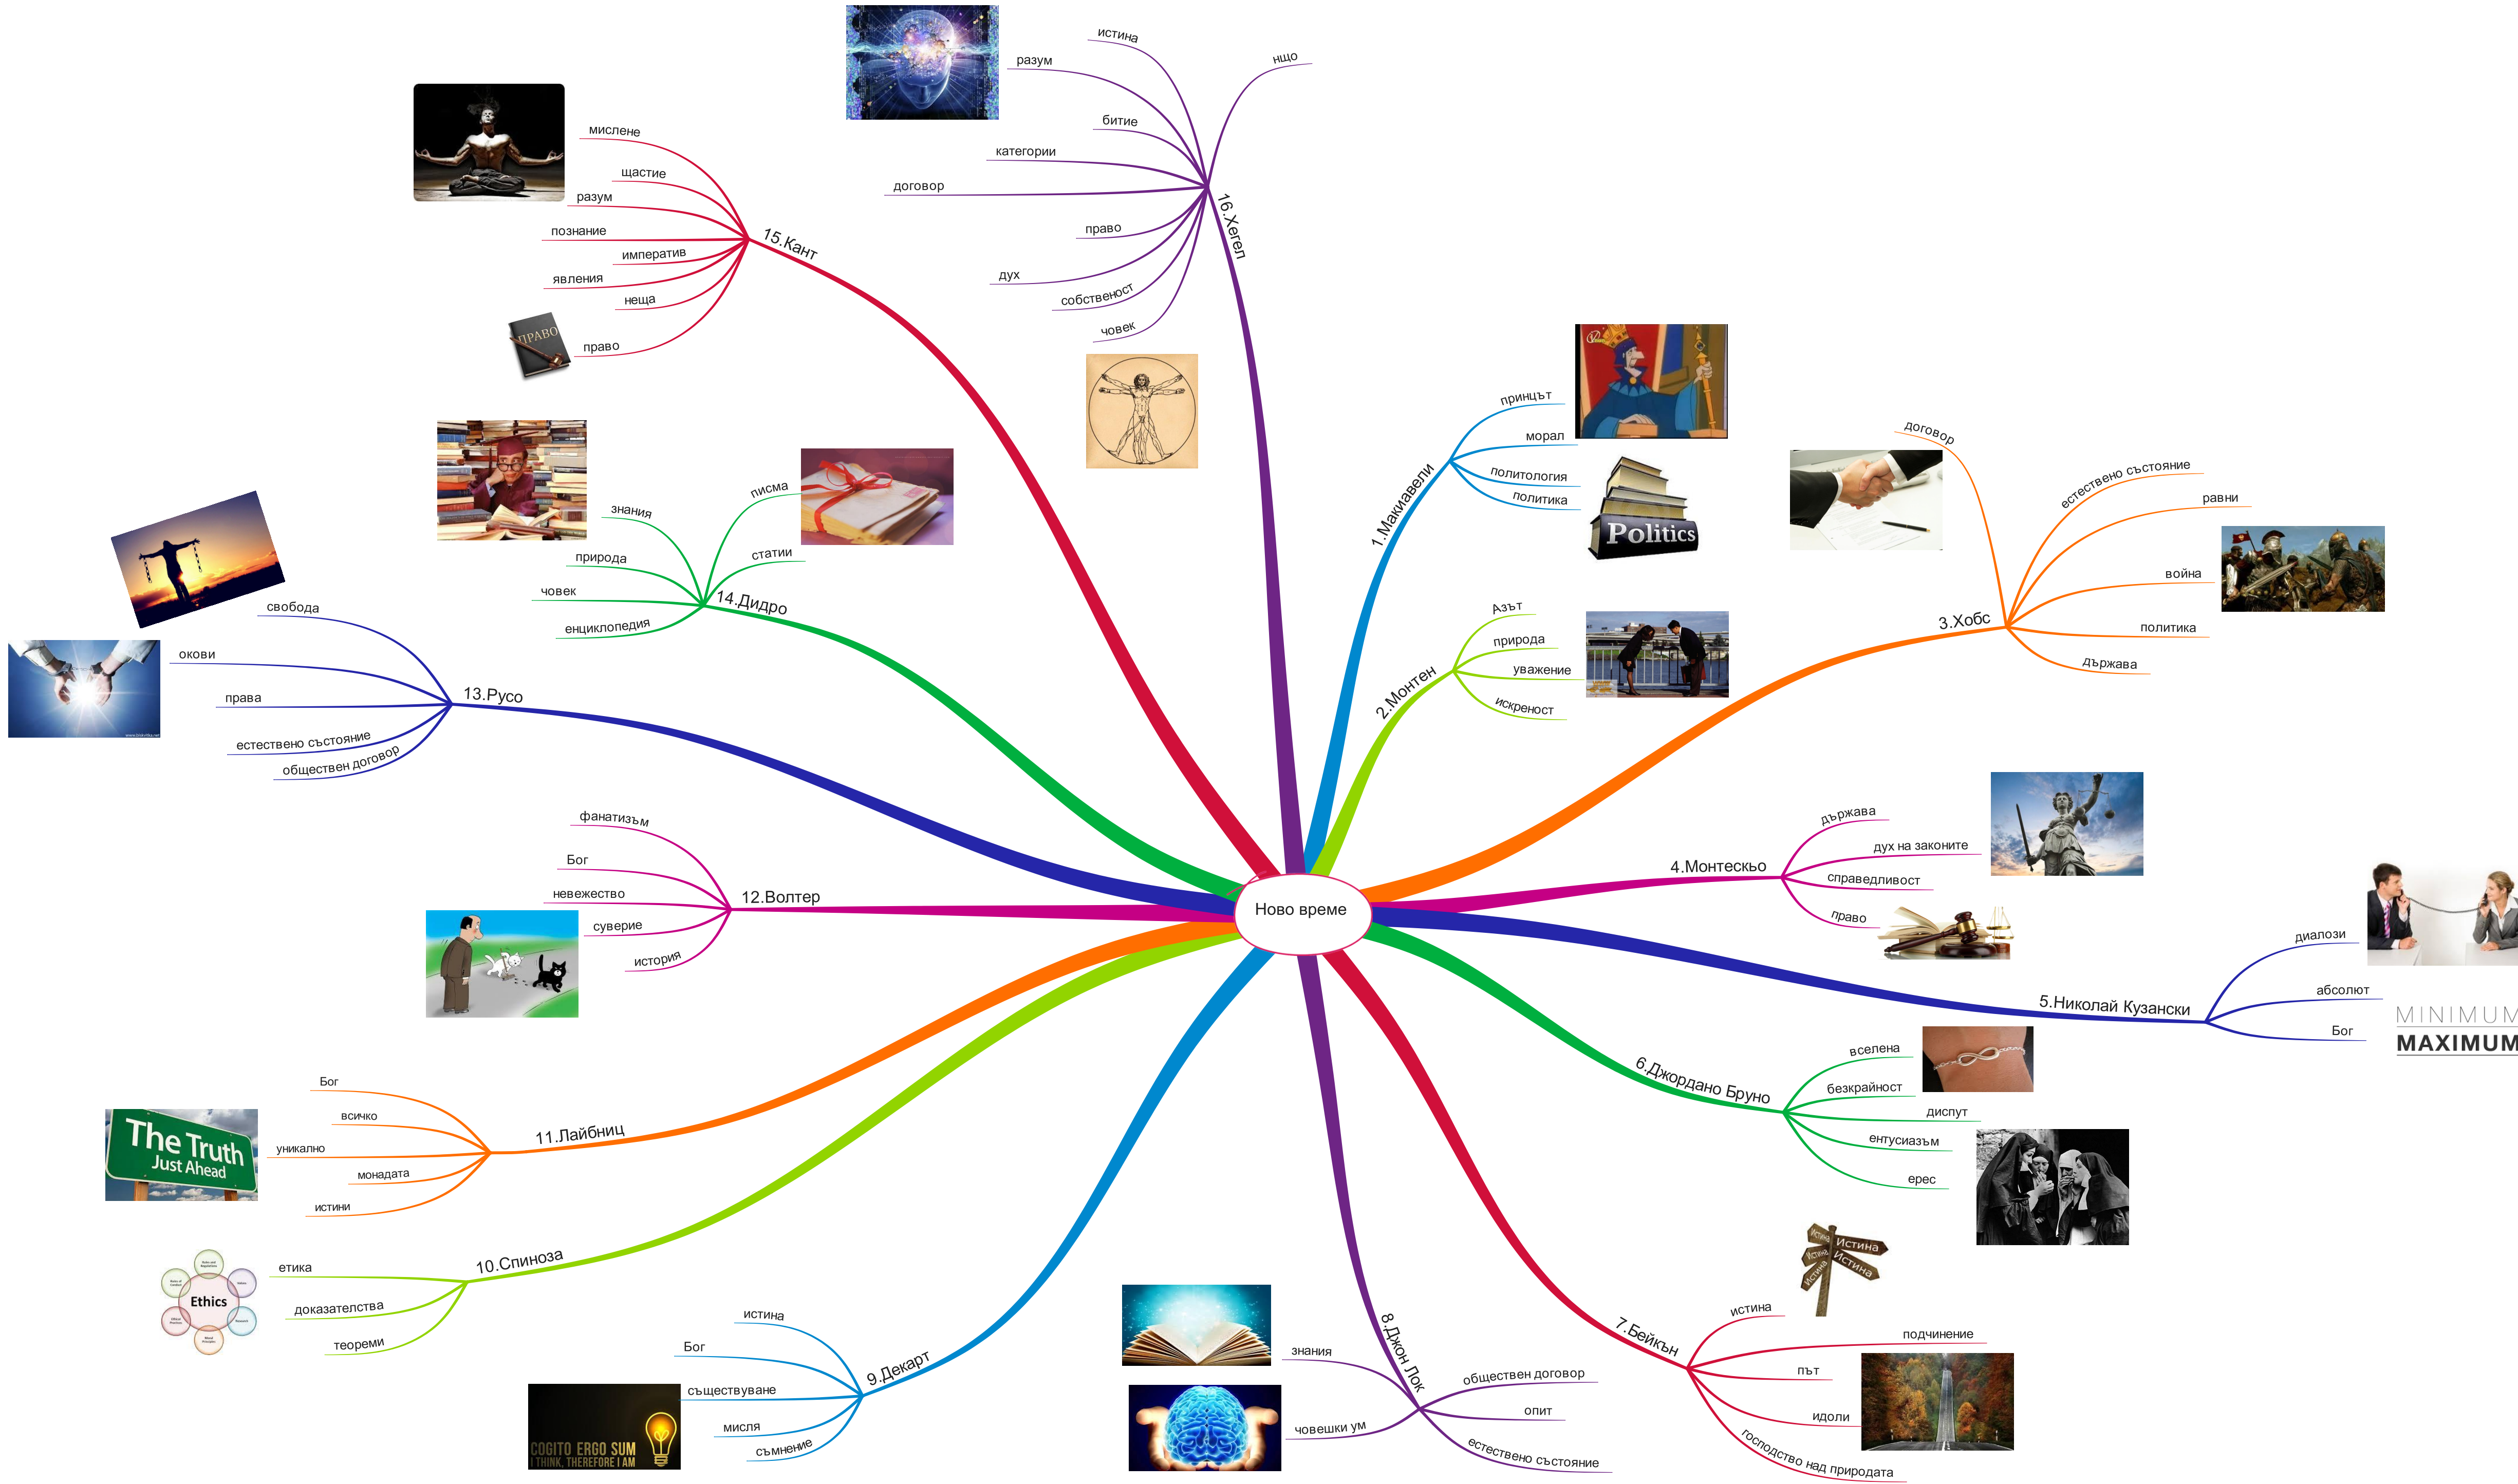 Ново време
1.Макиавели
принцът
морал
политология
политика
Politics
2.Монтен
Азът
природа
уважение
искреност
3.Хобс
договор
естествено състояние
равни
война
политика
държава
4.Монтескьо
държава
дух на законите
справедливост
право
5.Николай Кузански
диалози
абсолют
Бог
MINIMUM
MAXIMUM
6.Джордано Бруно
вселена
безкрайност
диспут
ентусиазъм
ерес
7.Бейкън
истина
подчинение
път
идоли
господство над природата
Истина
Истина
Истина
Истина
Истина
8.Джон Лок
обществен договор
опит
естествено състояние
знания
човешки ум
9.Декарт
истина
Бог
съществуване
мисля
съмнение
COGITO ERGO SUM
I THINK, THEREFORE I AM
10.Спиноза
етика
доказателства
теореми
Ethics
11.Лайбниц
Бог
всичко
уникално
монадата
истини
The Truth
Just Ahead
12.Волтер
фанатизъм
Бог
невежество
суверие
история
13.Русо
свобода
окови
права
естествено състояние
обществен договор
14.Дидро
писма
статии
знания
природа
човек
енциклопедия
15.Кант
мислене
щастие
разум
познание
императив
явления
неща
право
ПРАВО
16.Хегел
истина
разум
битие
категории
договор
право
дух
собственост
човек
нщо